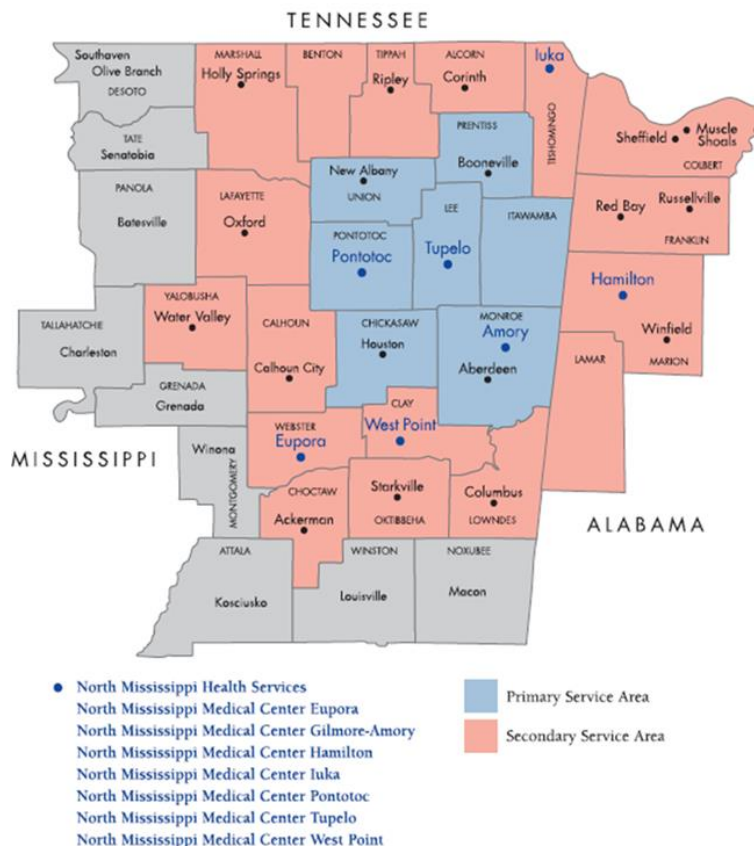 TENNESSEE
Southaven
Olive Branch
DESOTO
MARSHALL
Holly Springs
BENTON
TIPPAH
Ripley
ALCORN
Corinth
Iuka
TISHOMINGO
TATE
Senatobia
PRENTISS
Booneville
Sheffield
Muscle
Shoals
COLBERT
PANOLA
Batesville
LAFAYETTE
Oxford
New Albany
UNION
LEE
Tupelo
ITAWAMBA
Red Bay
Russellville
FRANKLIN
PONTOTOC
Pontotoc
Hamilton
Winfield
MARION
TALLAHATCHIE
Charleston
YALOBUSHA
Water Valley
CALHOUN
Calhoun City
CHICKASAW
Houston
MONROE
Amory
Aberdeen
LAMAR
GRENADA
Grenada
WEBSTER
Eupora
CLAY
West Point
MISSISSIPPI
Winona
MONTGOMERY
CHOCTAW
Ackerman
Starkville
OKTIBBEHA
Columbus
LOWNDES
ALABAMA
ATTALA
Kosciusko
WINSTON
Louisville
NOXUBEE
Macon
North Mississippi Health Services
North Mississippi Medical Center Eupora
North Mississippi Medical Center Gilmore-Amory
North Mississippi Medical Center Hamilton
North Mississippi Medical Center Iuka
North Mississippi Medical Center Pontotoc
North Mississippi Medical Center Tupelo
North Mississippi Medical Center West Point
Primary Service Area
Secondary Service Area